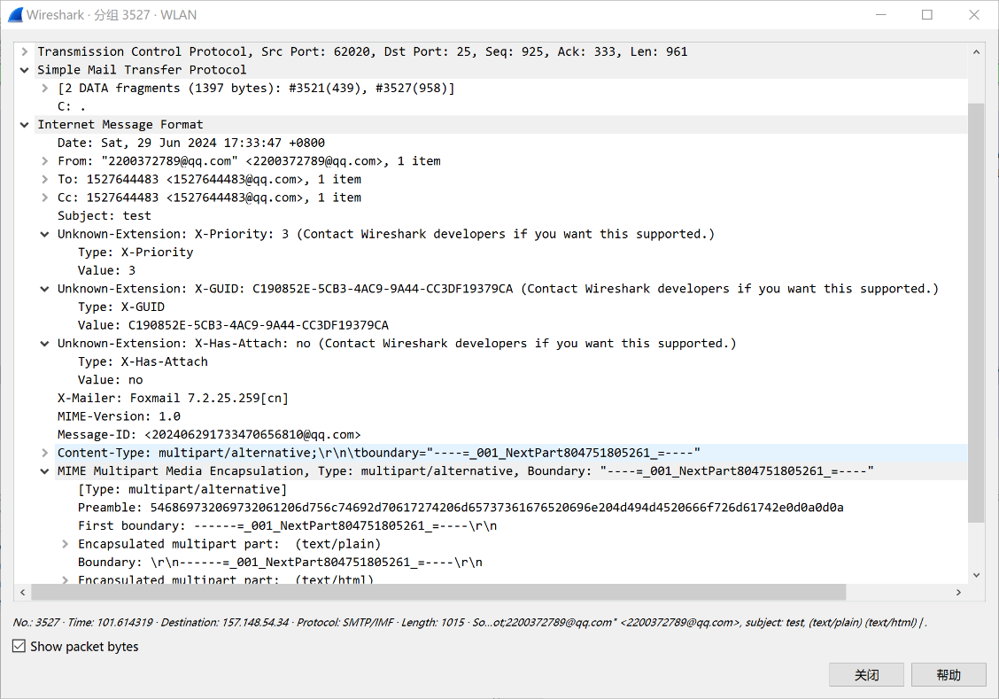 Wireshark · 分组 3527 · WLAN
Transmission Control Protocol, Src Port: 62020, Dst Port: 25, Seq: 925, Ack: 333, Len: 961
Simple Mail Transfer Protocol
[2 DATA fragments (1397 bytes): #3521(439), #3527(958)]
C: .
Internet Message Format
Date: Sat, 29 Jun 2024 17:33:47 +0800
From: "2200372789@qq.com" <2200372789@qq.com>, 1 item
To: 1527644483 <1527644483@qq.com>, 1 item
Cc: 1527644483 <1527644483@qq.com>, 1 item
Subject: test
Unknown-Extension: X-Priority: 3 (Contact Wireshark developers if you want this supported.)
Type: X-Priority
Value: 3
Unknown-Extension: X-GUID: C190852E-5CB3-4AC9-9A44-CC3DF19379CA (Contact Wireshark developers if you want this supported.)
Type: X-GUID
Value: C190852E-5CB3-4AC9-9A44-CC3DF19379CA
Unknown-Extension: X-Has-Attach: no (Contact Wireshark developers if you want this supported.)
Type: X-Has-Attach
Value: no
X-Mailer: Foxmail 7.2.25.259[cn]
MIME-Version: 1.0
Message-ID: <202406291733470656810@qq.com>
Content-Type: multipart/alternative;\r\n\tboundary="----=_001_NextPart804751805261_=----"
MIME Multipart Media Encapsulation, Type: multipart/alternative, Boundary: "----=_001_NextPart804751805261_=----"
[Type: multipart/alternative]
Preamble: 546869732069732061206d756c74692d70617274206d65737361676520696e204d494d4520666f726d61742e0d0a0d0a
First boundary: ------=_001_NextPart804751805261_=----\r\n
Encapsulated multipart part:  (text/plain)
Boundary: \r\n------=_001_NextPart804751805261_=----\r\n
Encapsulated multipart part:  (text/html)
No.: 3527 · Time: 101.614319 · Destination: 157.148.54.34 · Protocol: SMTP/IMF · Length: 1015 · So...ot;2200372789@qq.com" <2200372789@qq.com>, subject: test, (text/plain) (text/html) | .
Show packet bytes
关闭 帮助